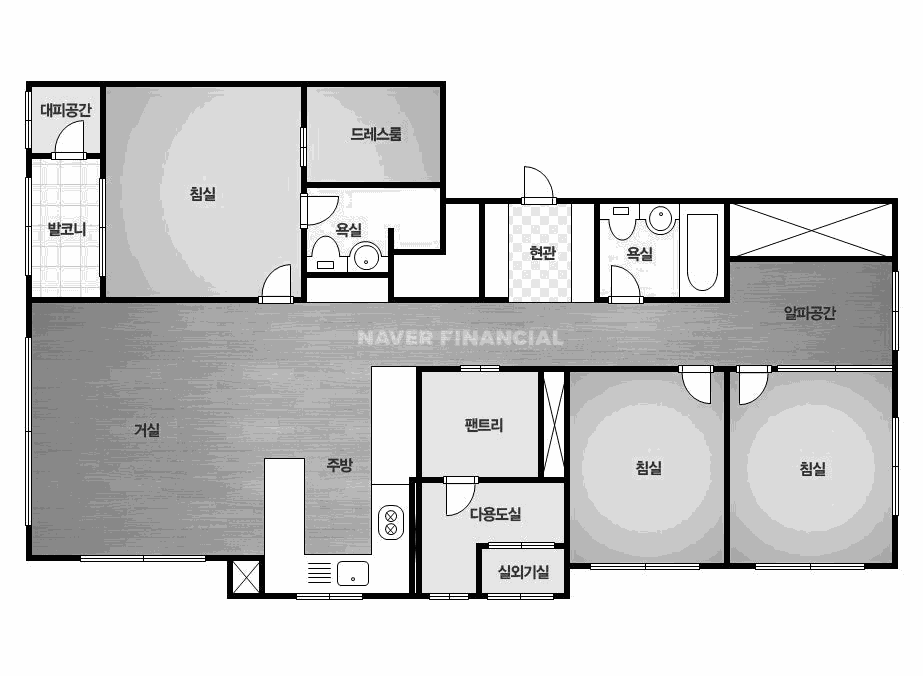 대피공간
드레스룸
침실
발코니
욕실
현관
욕실
알파공간
NAVER FINANCIAL
거실
팬트리
주방
침실
침실
다용도실
실외기실